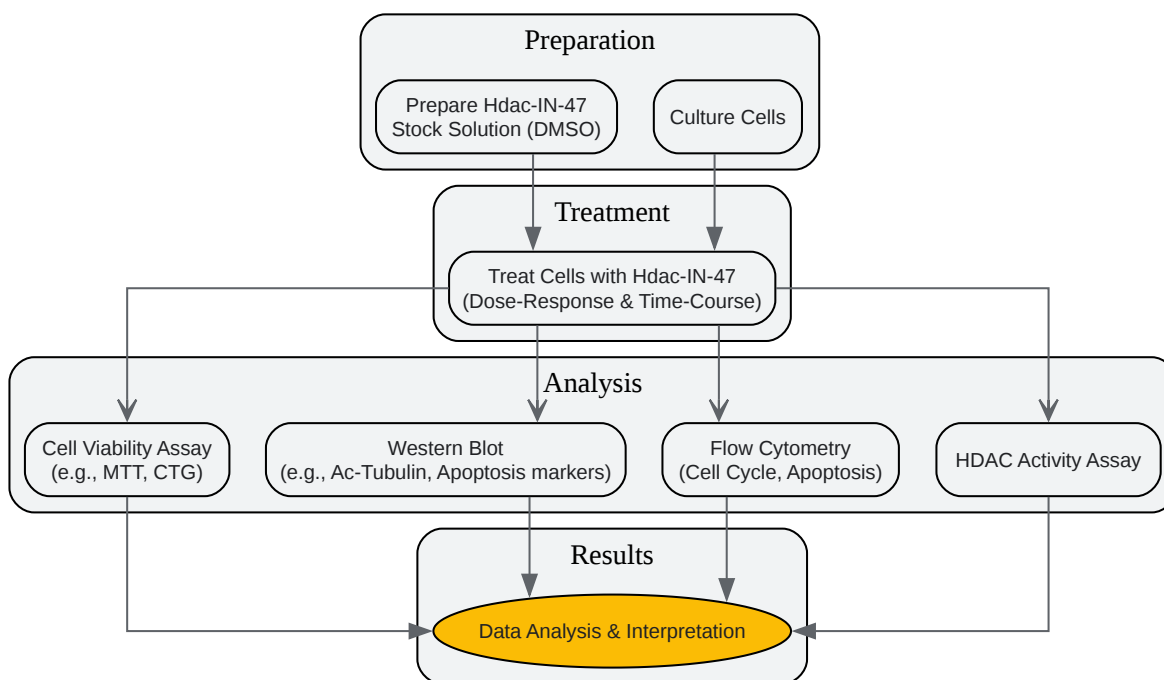 Preparation
Prepare Hdac-IN-47
Stock Solution (DMSO)
Culture Cells
Treatment
Treat Cells with Hdac-IN-47
(Dose-Response & Time-Course)
Analysis
Cell Viability Assay
(e.g., MTT, CTG)
Western Blot
(e.g., Ac-Tubulin, Apoptosis markers)
Flow Cytometry
(Cell Cycle, Apoptosis)
HDAC Activity Assay
Results
Data Analysis & Interpretation